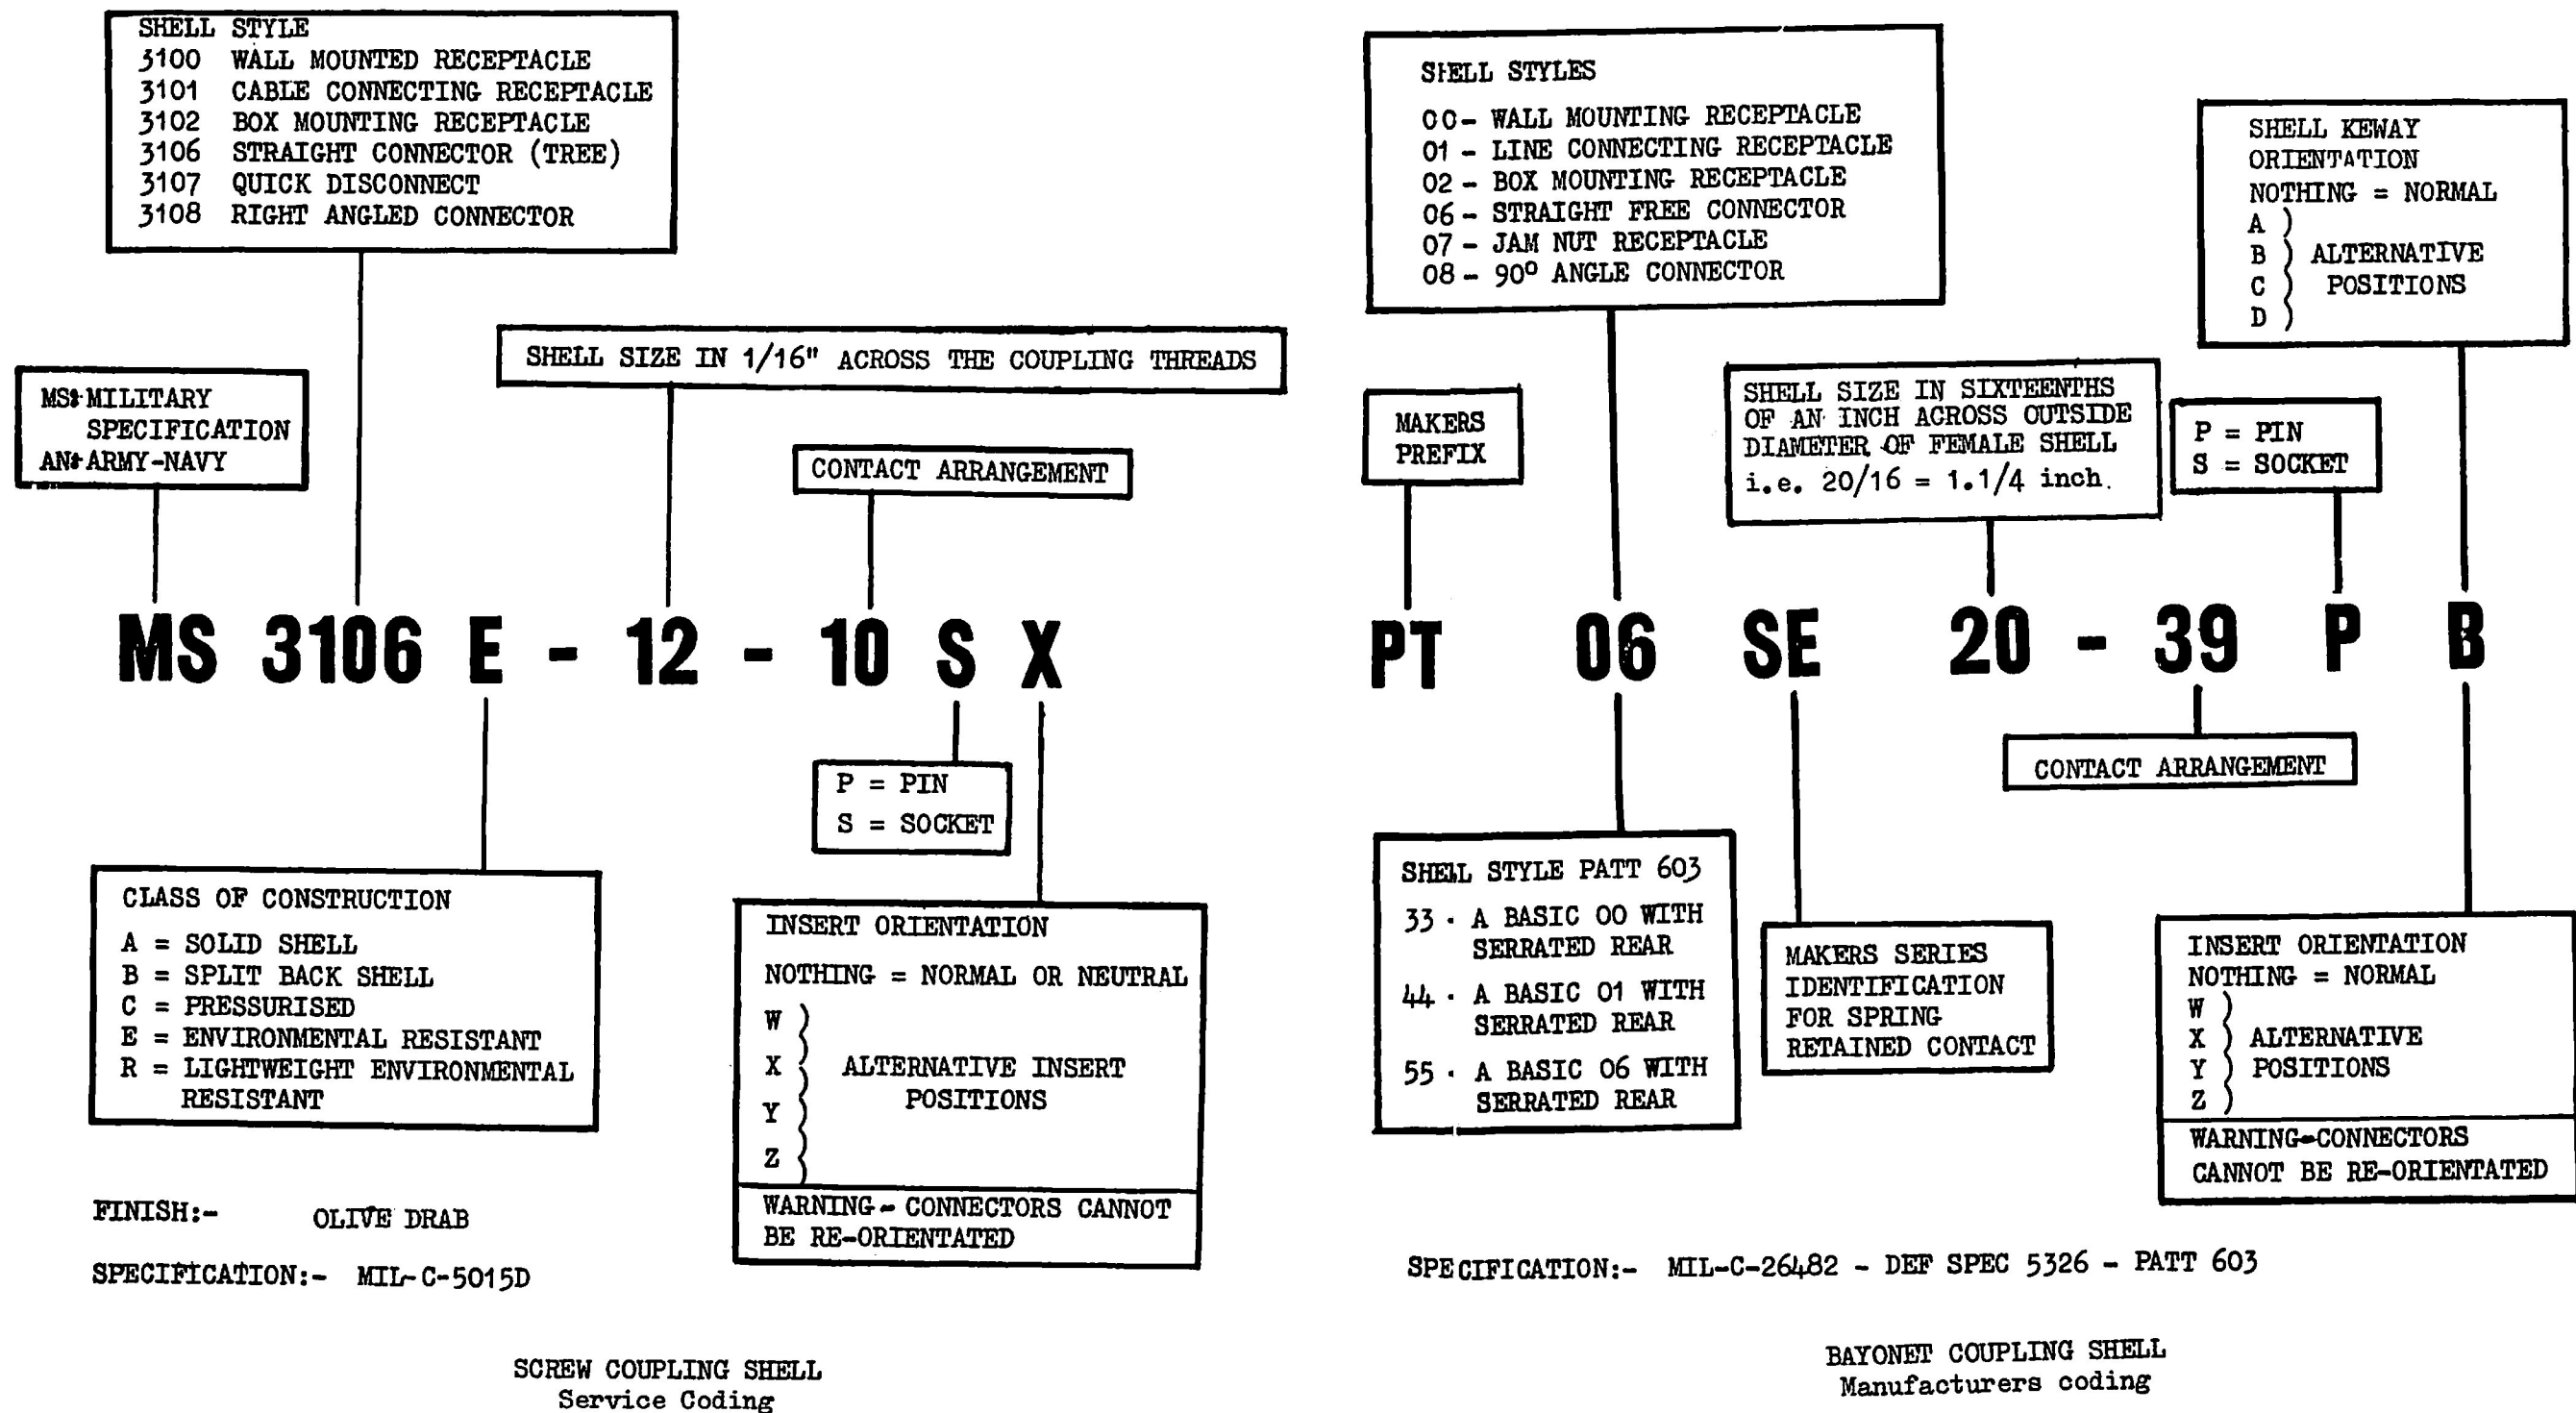 SHELL STYLE
3100 WALL MOUNTED RECEPTACLE
3101 CABLE CONNECTING RECEPTACLE
3102 BOX MOUNTING RECEPTACLE
3106 STRAIGHT CONNECTOR (TREE)
3107 QUICK DISCONNECT
3108 RIGHT ANGLED CONNECTOR
SHELL SIZE IN 1/16" ACROSS THE COUPLING THREADS
MS: MILITARY
SPECIFICATION
AN: ARMY-NAVY
CONTACT ARRANGEMENT
MS 3106 E - 12 - 10 S X
P = PIN
S = SOCKET
CLASS OF CONSTRUCTION
A = SOLID SHELL
B = SPLIT BACK SHELL
C = PRESSURISED
E = ENVIRONMENTAL RESISTANT
R = LIGHTWEIGHT ENVIRONMENTAL
RESISTANT
INSERT ORIENTATION
NOTHING = NORMAL OR NEUTRAL
W )
X ) ALTERNATIVE INSERT
Y ) POSITIONS
Z )
WARNING - CONNECTORS CANNOT
BE RE-ORIENTATED
FINISH:- OLIVE DRAB
SPECIFICATION:- MIL-C-5015D
SCREW COUPLING SHELL
Service Coding
SHELL STYLES
00 - WALL MOUNTING RECEPTACLE
01 - LINE CONNECTING RECEPTACLE
02 - BOX MOUNTING RECEPTACLE
06 - STRAIGHT FREE CONNECTOR
07 - JAM NUT RECEPTACLE
08 - 90° ANGLE CONNECTOR
SHELL KEWAY
ORIENTATION
NOTHING = NORMAL
A )
B ) ALTERNATIVE
C ) POSITIONS
D )
MAKERS
PREFIX
SHELL SIZE IN SIXTEENTHS
OF AN INCH ACROSS OUTSIDE
DIAMETER OF FEMALE SHELL
i.e. 20/16 = 1.1/4 inch.
P = PIN
S = SOCKET
PT 06 SE 20 - 39 P B
CONTACT ARRANGEMENT
SHELL STYLE PATT 603
33 · A BASIC 00 WITH
SERRATED REAR
44 · A BASIC 01 WITH
SERRATED REAR
55 · A BASIC 06 WITH
SERRATED REAR
MAKERS SERIES
IDENTIFICATION
FOR SPRING
RETAINED CONTACT
INSERT ORIENTATION
NOTHING = NORMAL
W )
X ) ALTERNATIVE
Y ) POSITIONS
Z )
WARNING-CONNECTORS
CANNOT BE RE-ORIENTATED
SPECIFICATION:- MIL-C-26482 - DEF SPEC 5326 - PATT 603
BAYONET COUPLING SHELL
Manufacturers coding